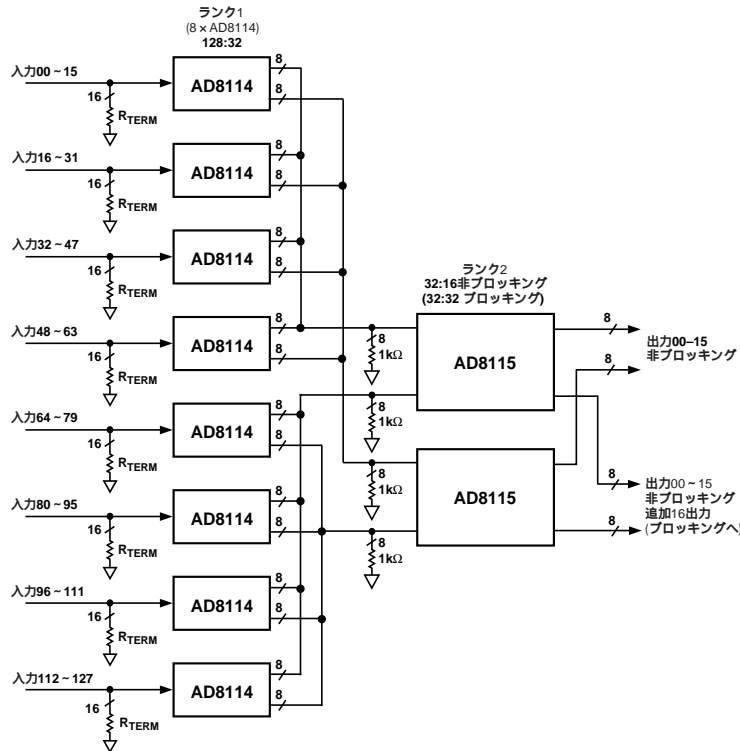 ランク1
(8 × AD8114)
128:32
入力00 ~ 15
16
RTERM
AD8114
8
8
入力16 ~ 31
16
RTERM
AD8114
8
8
入力32 ~ 47
16
RTERM
AD8114
8
8
入力48 ~ 63
16
RTERM
AD8114
8
8
入力64 ~ 79
16
RTERM
AD8114
8
8
入力80 ~ 95
16
RTERM
AD8114
8
8
入力96 ~ 111
16
RTERM
AD8114
8
8
入力112 ~ 127
16
RTERM
AD8114
8
8
8
1kΩ
8
1kΩ
8
1kΩ
8
1kΩ
ランク2
32:16非ブロッキング
(32:32 ブロッキング)
AD8115
AD8115
8
8
出力00–15
非ブロッキング
8
8
出力00 ~ 15
非ブロッキング
追加16出力
(ブロッキングへ)